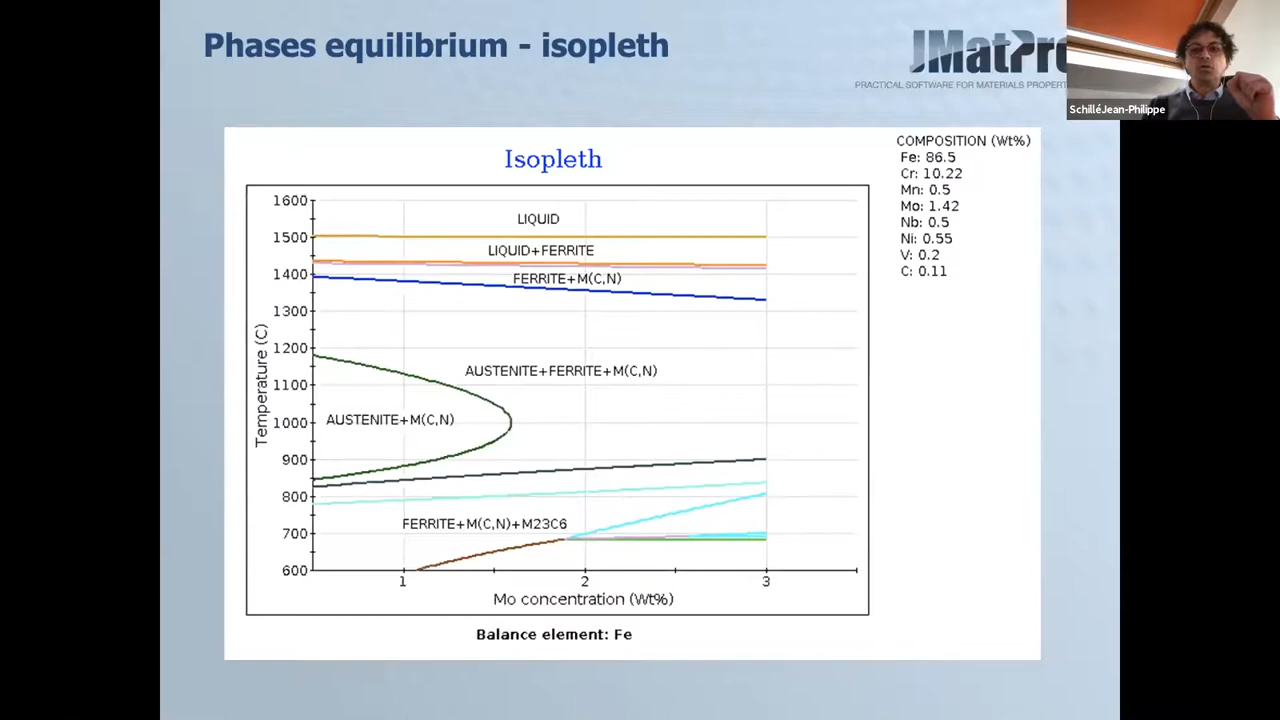 Phases equilibrium - isopleth
JMatPro
PRACTICAL SOFTWARE FOR MATERIALS PROPERT
SchilléJean-Philippe
Isopleth
COMPOSITION (Wt%)
Fe: 86.5
Cr: 10.22
Mn: 0.5
Mo: 1.42
Nb: 0.5
Ni: 0.55
V: 0.2
C: 0.11
Temperature (C)
1600
1500
1400
1300
1200
1100
1000
900
800
700
600
LIQUID
LIQUID+FERRITE
FERRITE+M(C,N)
AUSTENITE+FERRITE+M(C,N)
AUSTENITE+M(C,N)
FERRITE+M(C,N)+M23C6
1 2 3
Mo concentration (Wt%)
Balance element: Fe